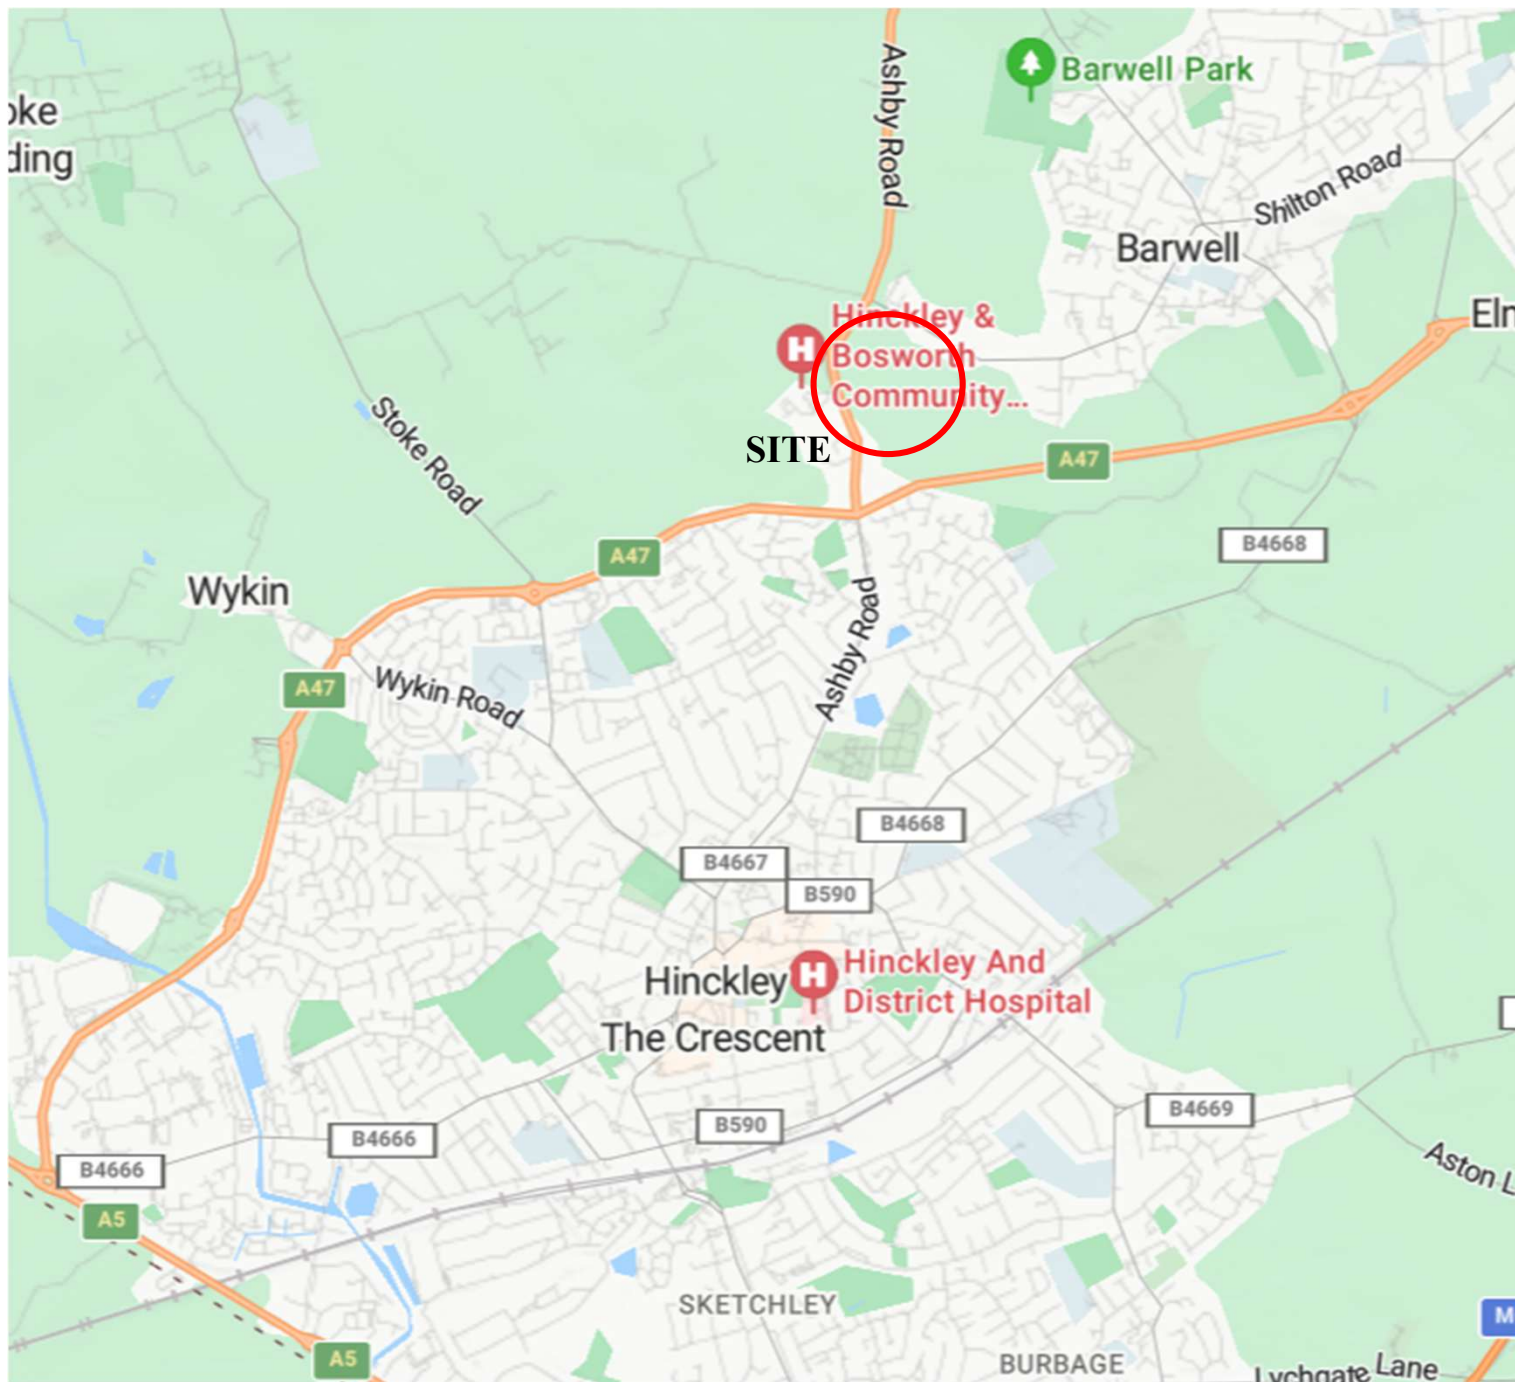 Ashby Road
Barwell Park
oke
ding
Shilton Road
Barwell
Hinckley &
Bosworth
Community...
Eln
Stoke Road
SITE
A47
B4668
A47
Wykin
Ashby Road
A47
Wykin Road
B4668
B4667
B590
Hinckley
Hinckley And
District Hospital
The Crescent
B4669
B590
B4666
B4666
Aston L
A5
SKETCHLEY
M
A5
BURBAGE
Lychgate Lane